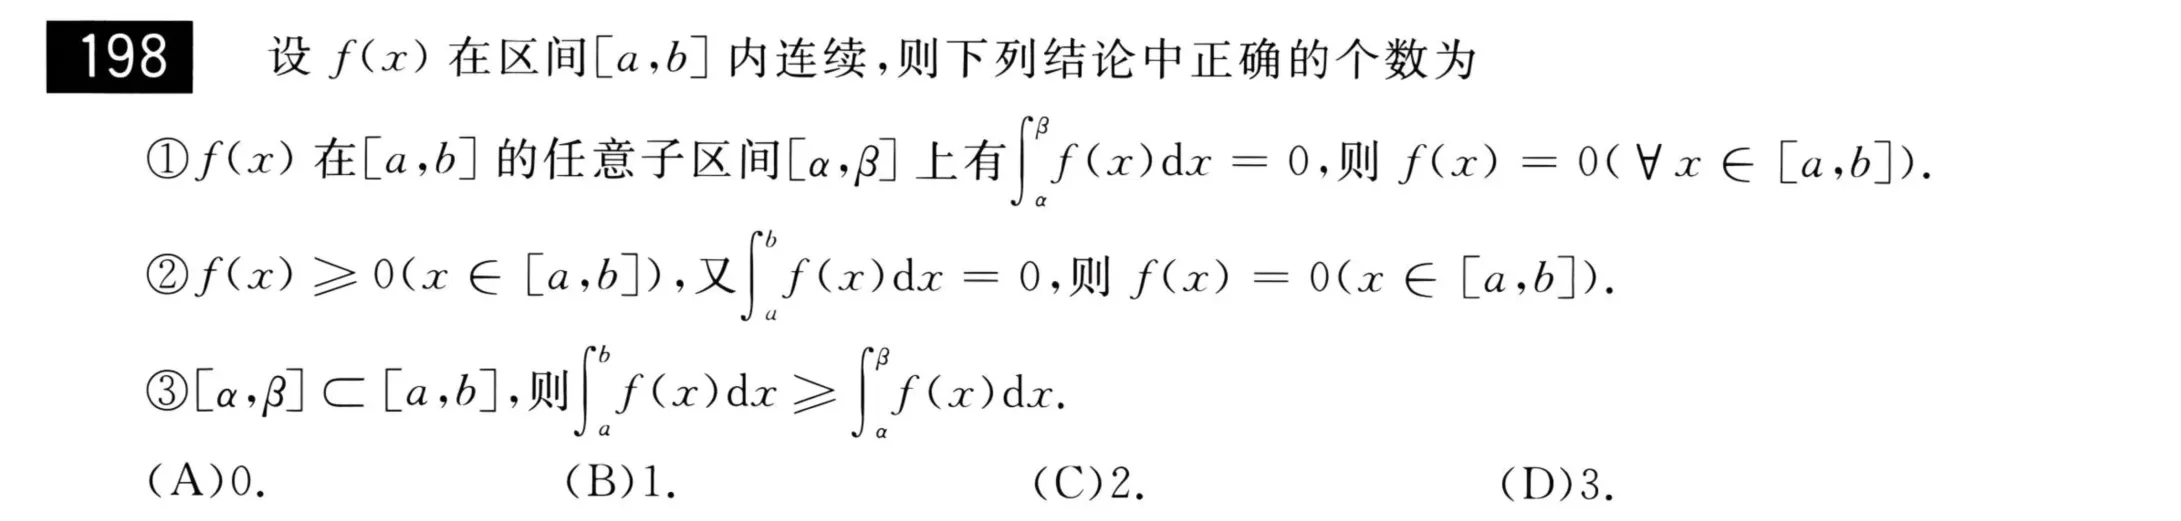 198 设 f(x) 在区间[a,b] 内连续,则下列结论中正确的个数为
①f(x) 在[a,b] 的任意子区间[α,β] 上有∫_α^β f(x)dx = 0,则 f(x) = 0(∀x ∈ [a,b]).
②f(x) ⩾ 0(x ∈ [a,b]),又∫_a^b f(x)dx = 0,则 f(x) = 0(x ∈ [a,b]).
③[α,β] ⊂ [a,b],则∫_a^b f(x)dx ⩾ ∫_α^β f(x)dx.
(A)0. (B)1. (C)2. (D)3.